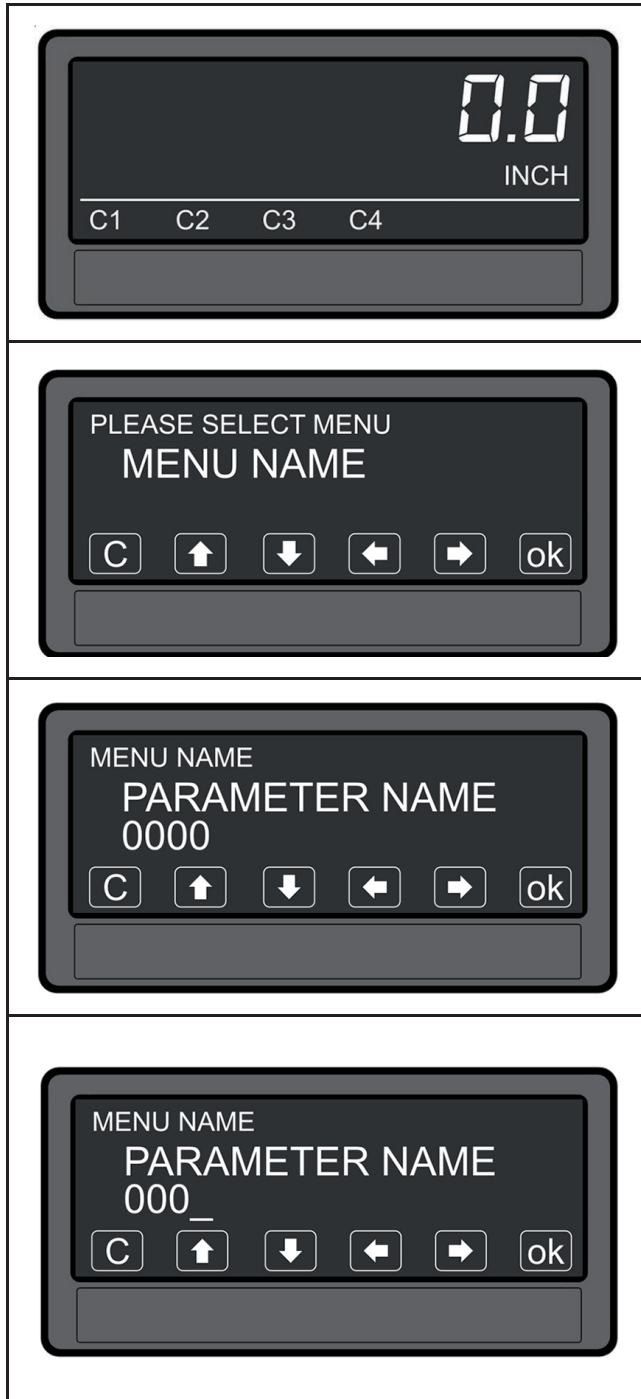 0.0
INCH
C1 C2 C3 C4
PLEASE SELECT MENU
MENU NAME
C ok
MENU NAME
PARAMETER NAME
0000
C ok
MENU NAME
PARAMETER NAME
000_
C ok